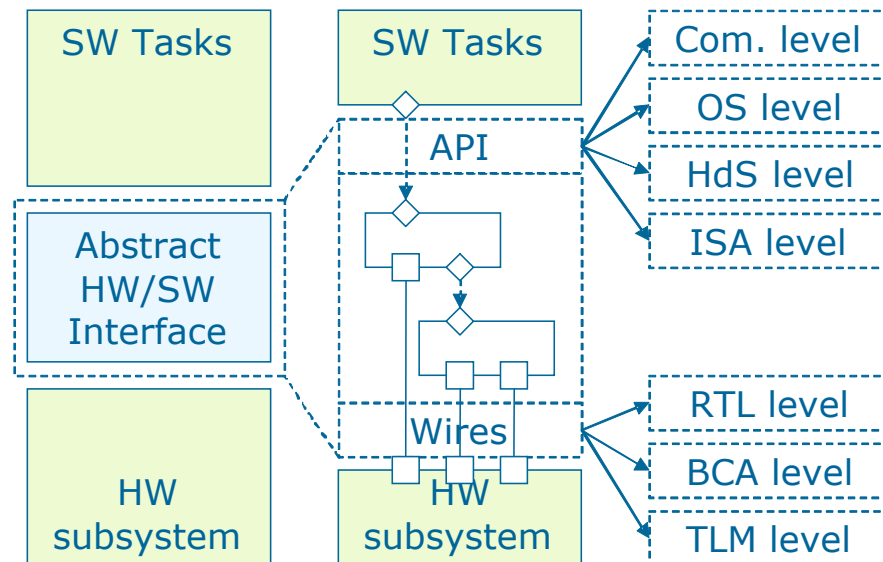 SW Tasks
Abstract
HW/SW
Interface
HW
subsystem
SW Tasks
API
Wires
HW
subsystem
Com. level
OS level
HdS level
ISA level
RTL level
BCA level
TLM level